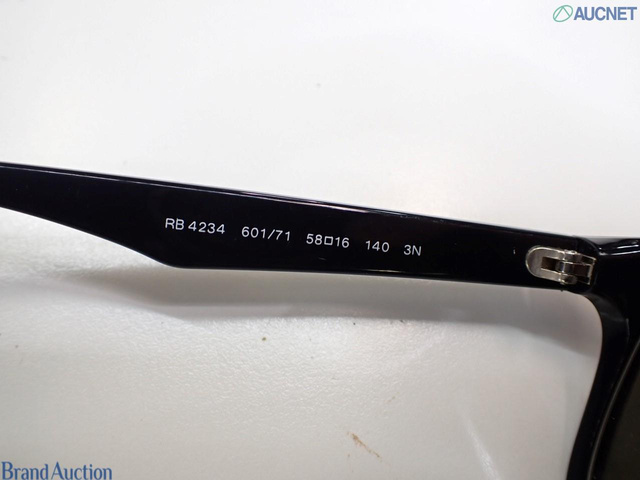 AUCNET
RB 4234 601/71 58□16 140 3N
Brand Auction